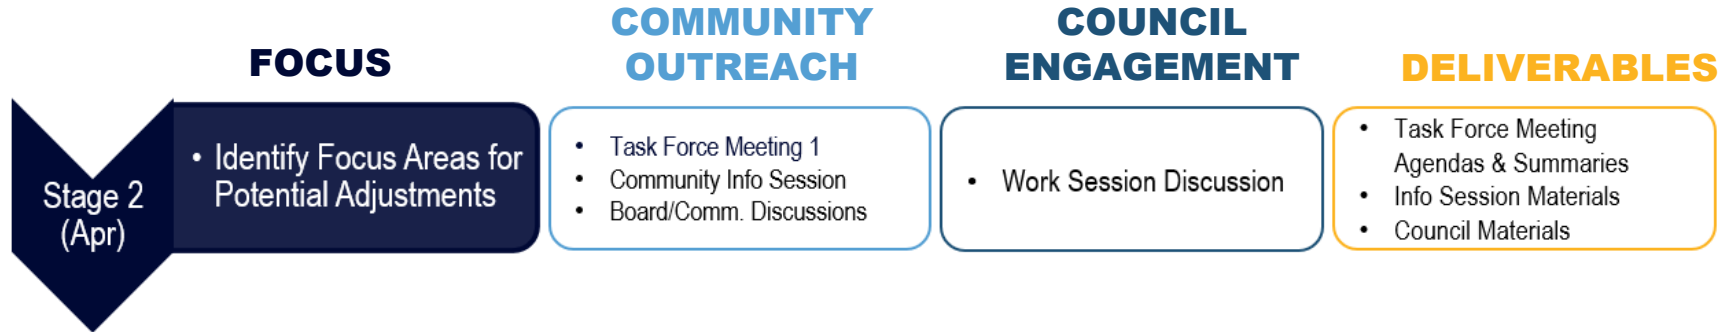 FOCUS
COMMUNITY
OUTREACH
COUNCIL
ENGAGEMENT
DELIVERABLES
Stage 2
(Apr)
• Identify Focus Areas for
Potential Adjustments
• Task Force Meeting 1
• Community Info Session
• Board/Comm. Discussions
• Work Session Discussion
• Task Force Meeting
Agendas & Summaries
• Info Session Materials
• Council Materials